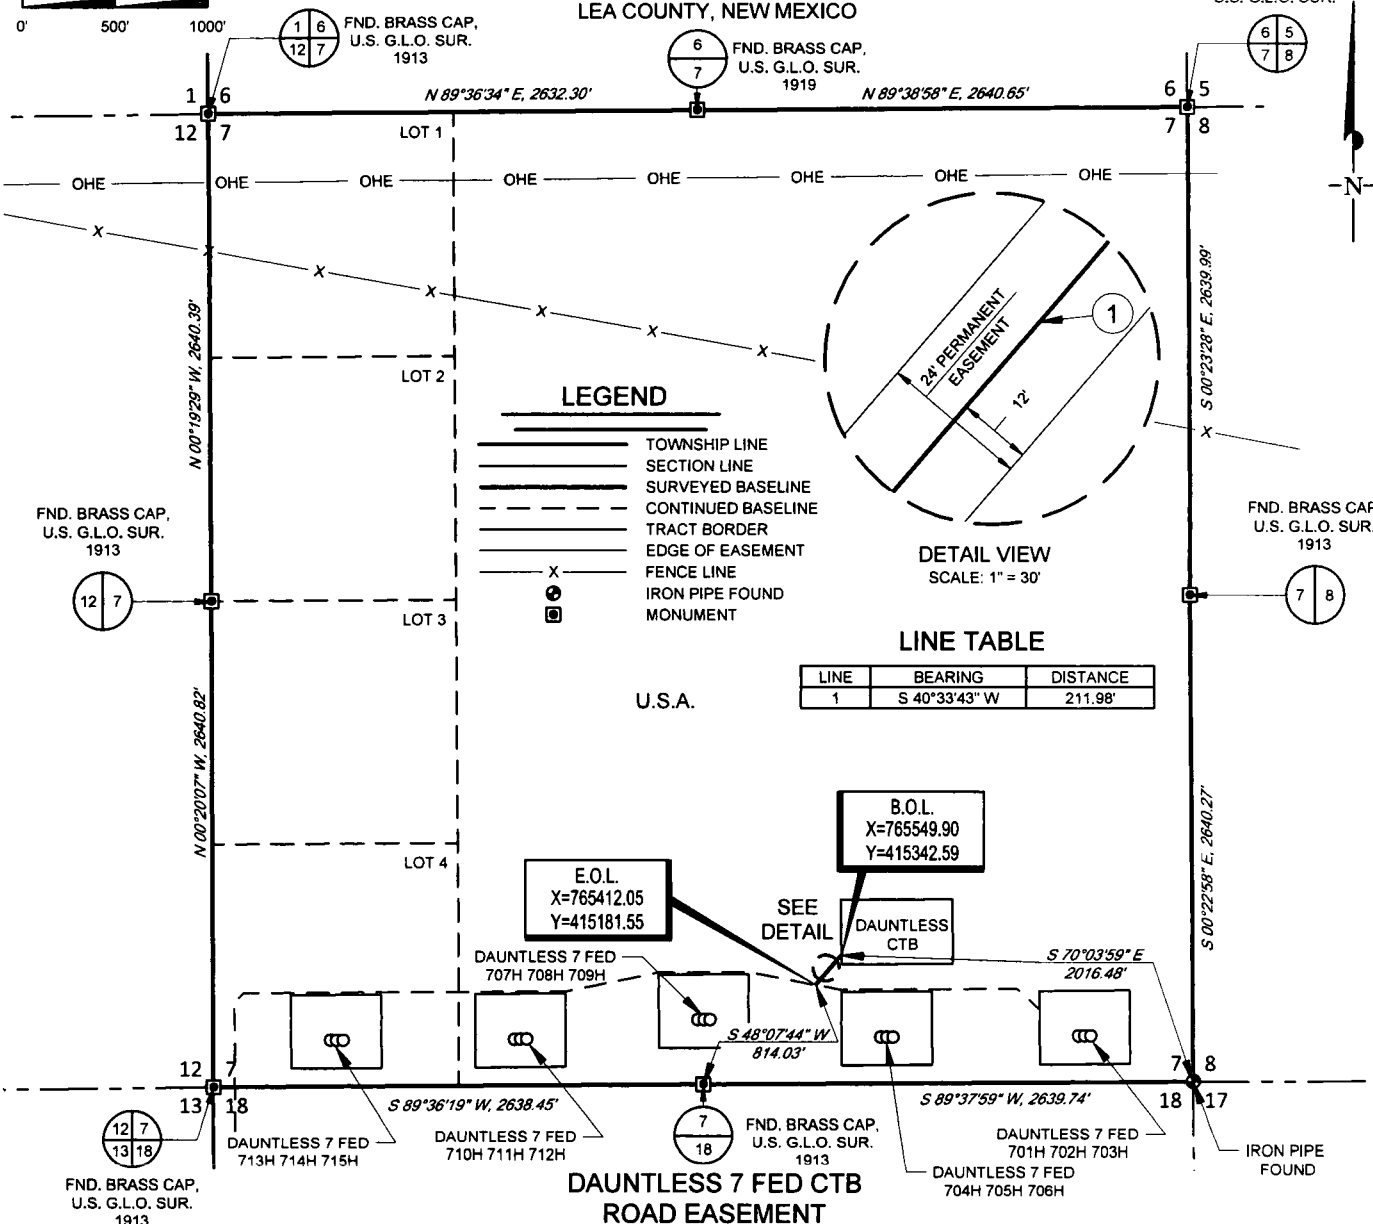 0' 500' 1000'
LEA COUNTY, NEW MEXICO
1 6
12 7
FND. BRASS CAP,
U.S. G.L.O. SUR.
1913
6
7
FND. BRASS CAP,
U.S. G.L.O. SUR.
1919
6 5
7 8
1 6
12 7
N 89°36'34" E, 2632.30'
N 89°38'58" E, 2640.65'
6 5
7 8
LOT 1
OHE OHE OHE OHE OHE OHE OHE OHE
-N-
X X X X X X X
N 00°19'29" W, 2640.39'
S 00°23'28" E, 2639.99'
24' PERMANENT
EASEMENT
12'
1
X
LOT 2
LEGEND
TOWNSHIP LINE
SECTION LINE
SURVEYED BASELINE
CONTINUED BASELINE
TRACT BORDER
EDGE OF EASEMENT
X FENCE LINE
IRON PIPE FOUND
MONUMENT
DETAIL VIEW
SCALE: 1" = 30'
FND. BRASS CAP,
U.S. G.L.O. SUR.
1913
12 7
FND. BRASS CAP
U.S. G.L.O. SUR.
1913
7 8
LOT 3
LINE TABLE
LINE BEARING DISTANCE
1 S 40°33'43" W 211.98'
U.S.A.
N 00°20'07" W, 2640.82'
S 00°22'58" E, 2640.27'
LOT 4
B.O.L.
X=765549.90
Y=415342.59
E.O.L.
X=765412.05
Y=415181.55
SEE
DETAIL
DAUNTLESS
CTB
DAUNTLESS 7 FED
707H 708H 709H
S 70°03'59" E
2016.48'
S 48°07'44" W
814.03'
12 7
13 18
7 8
18 17
S 89°36'19" W, 2638.45'
S 89°37'59" W, 2639.74'
12 7
13 18
FND. BRASS CAP,
U.S. G.L.O. SUR.
1913
DAUNTLESS 7 FED
713H 714H 715H
DAUNTLESS 7 FED
710H 711H 712H
7
18
FND. BRASS CAP,
U.S. G.L.O. SUR.
1913
DAUNTLESS 7 FED
701H 702H 703H
DAUNTLESS 7 FED
704H 705H 706H
IRON PIPE
FOUND
DAUNTLESS 7 FED CTB
ROAD EASEMENT